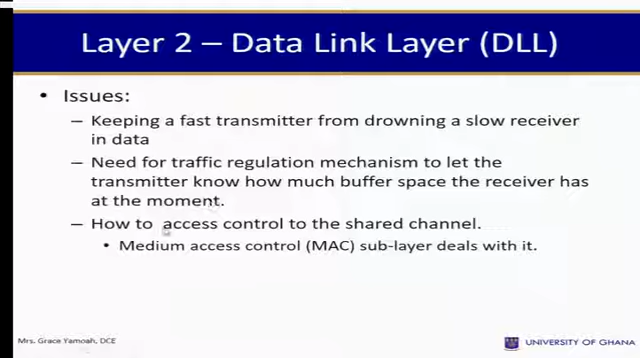 Layer 2 – Data Link Layer (DLL)
• Issues:
– Keeping a fast transmitter from drowning a slow receiver
in data
– Need for traffic regulation mechanism to let the
transmitter know how much buffer space the receiver has
at the moment.
– How to access control to the shared channel.
• Medium access control (MAC) sub-layer deals with it.
Mrs. Grace Yamoah, DCE
UNIVERSITY OF GHANA